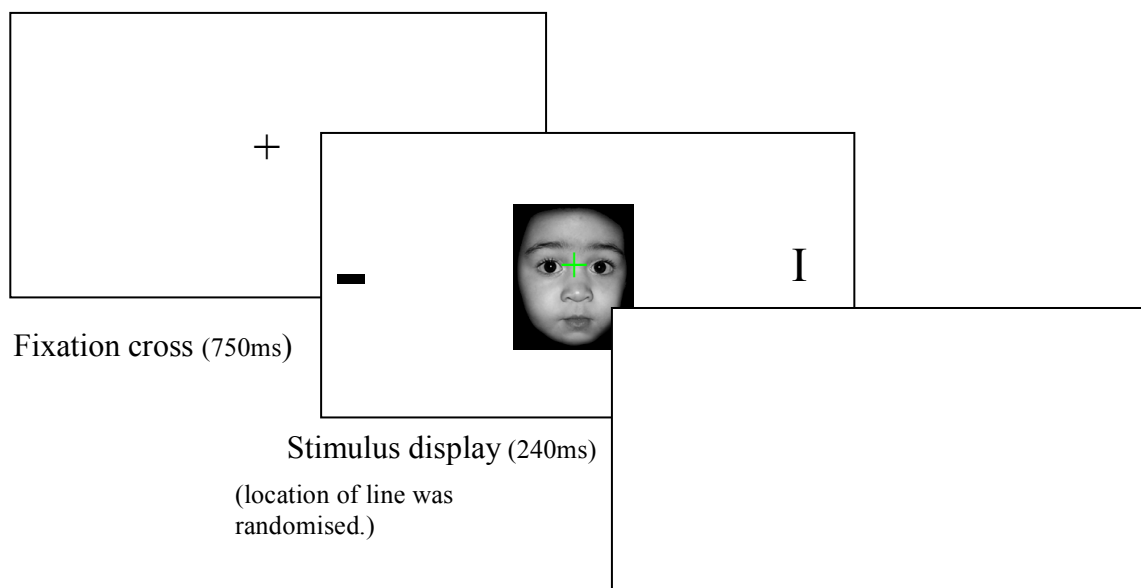 +
I
Fixation cross (750ms)
Stimulus display (240ms)
(location of line was
randomised.)